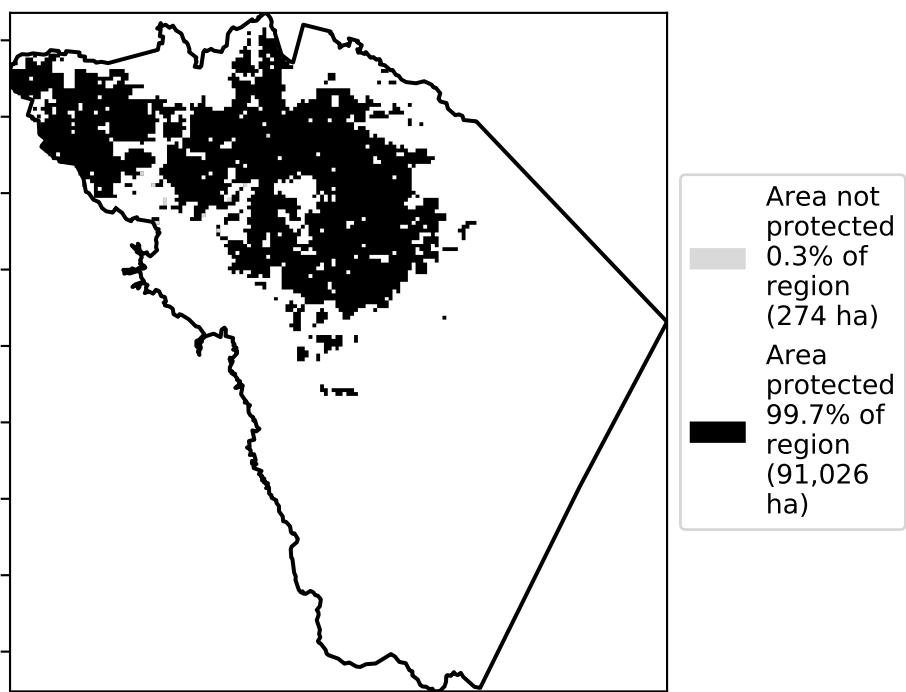 Area not
protected
0.3% of
region
(274 ha)
Area
protected
99.7% of
region
(91,026
ha)